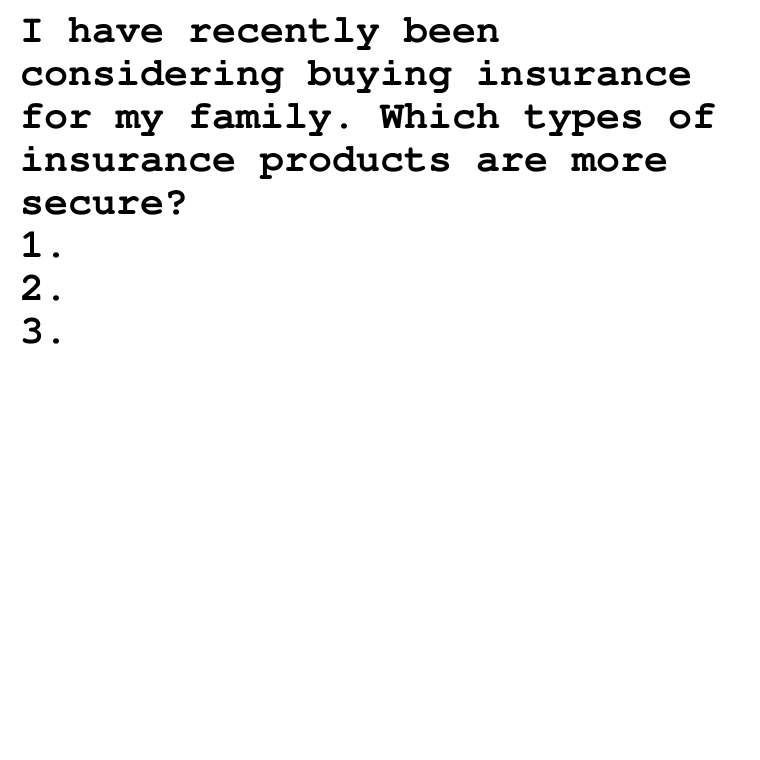 I have recently been
considering buying insurance
for my family. Which types of
insurance products are more
secure?
1.
2.
3.